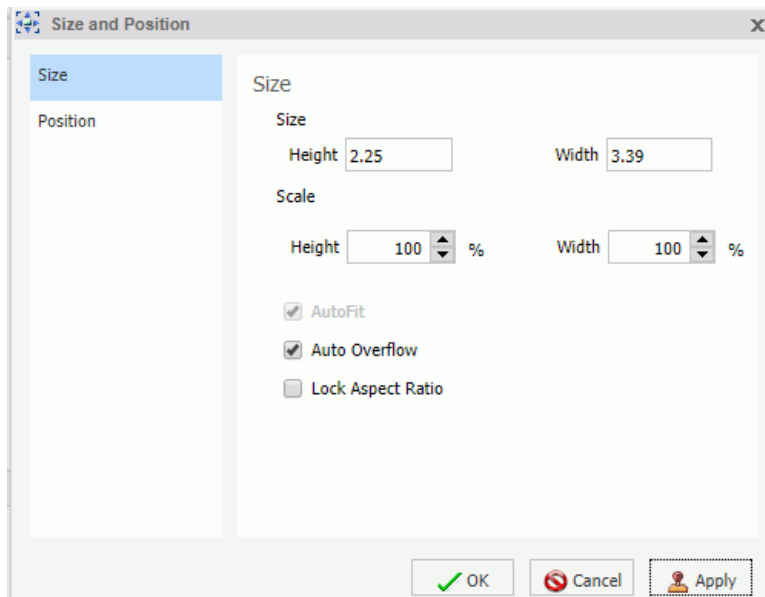 Size and Position x
Size
Position
Size
Size
Height 2.25 Width 3.39
Scale
Height 100 % Width 100 %
AutoFit
Auto Overflow
Lock Aspect Ratio
OK Cancel Apply